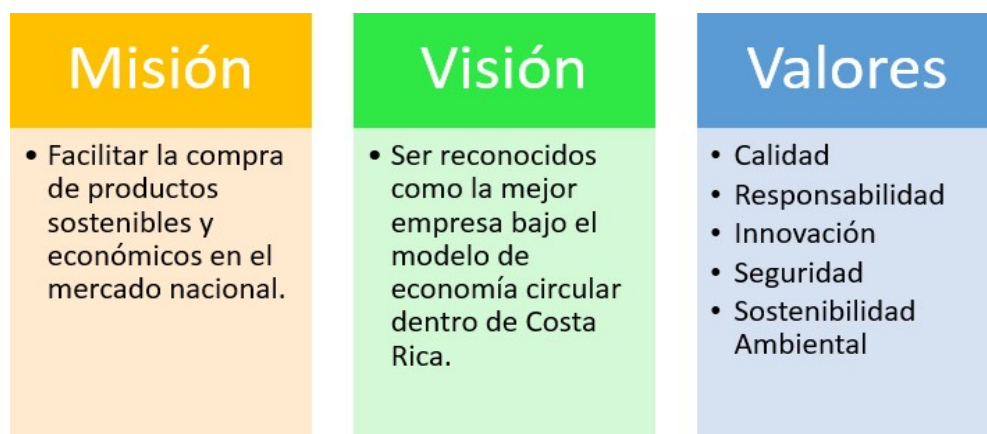 Misión
• Facilitar la compra
de productos
sostenibles y
económicos en el
mercado nacional.
Visión
• Ser reconocidos
como la mejor
empresa bajo el
modelo de
economía circular
dentro de Costa
Rica.
Valores
• Calidad
• Responsabilidad
• Innovación
• Seguridad
• Sostenibilidad
Ambiental